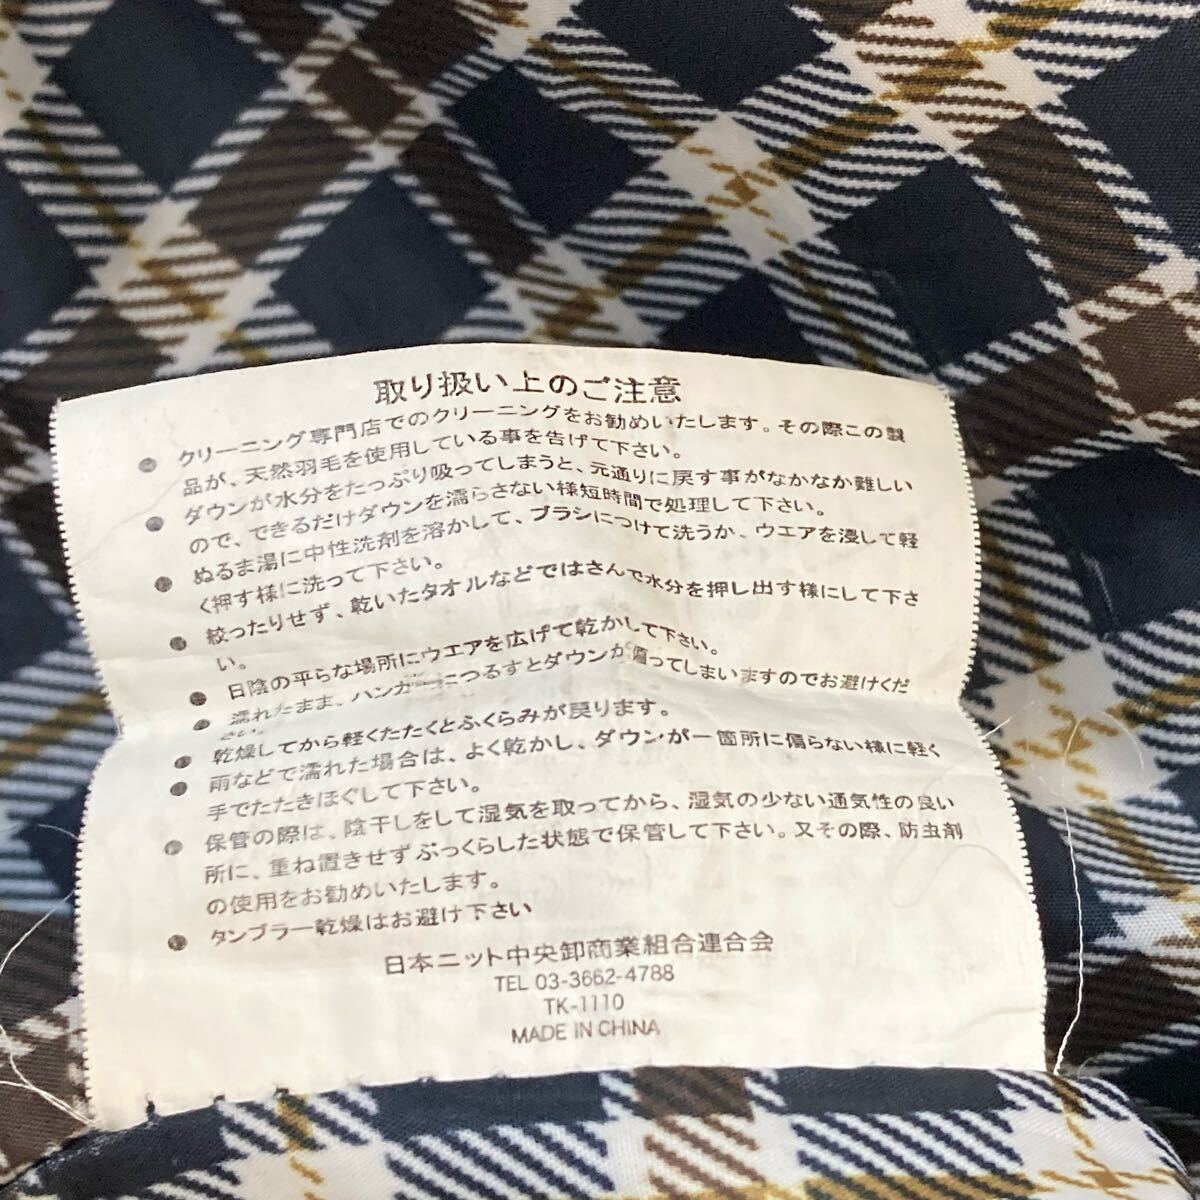 取り扱い上のご注意
● クリーニング専門店でのクリーニングをお勧めいたします。その際この製
品が、天然羽毛を使用している事を告げて下さい。
● ダウンが水分をたっぷり吸ってしまうと、元通りに戻す事がなかなか難しい
ので、できるだけダウンを濡らさない様短時間で処理して下さい。
● ぬるま湯に中性洗剤を溶かして、ブラシにつけて洗うか、ウエアを浸して軽
く押す様に洗って下さい。
● 絞ったりせず、乾いたタオルなどではさんで水分を押し出す様にして下さ
い。
● 日陰の平らな場所にウエアを広げて乾かして下さい。
● 濡れたまま、ハンガーにつるすとダウンが偏ってしまいますのでお避けくだ
さい。
● 乾燥してから軽くたたくとふくらみが戻ります。
● 雨などで濡れた場合は、よく乾かし、ダウンが一箇所に偏らない様に軽く
手でたたきほぐして下さい。
● 保管の際は、陰干しをして湿気を取ってから、湿気の少ない通気性の良い
所に、重ね置きせずふっくらした状態で保管して下さい。又その際、防虫剤
の使用をお勧めいたします。
● タンブラー乾燥はお避け下さい
日本ニット中央卸商業組合連合会
TEL 03-3662-4788
TK-1110
MADE IN CHINA